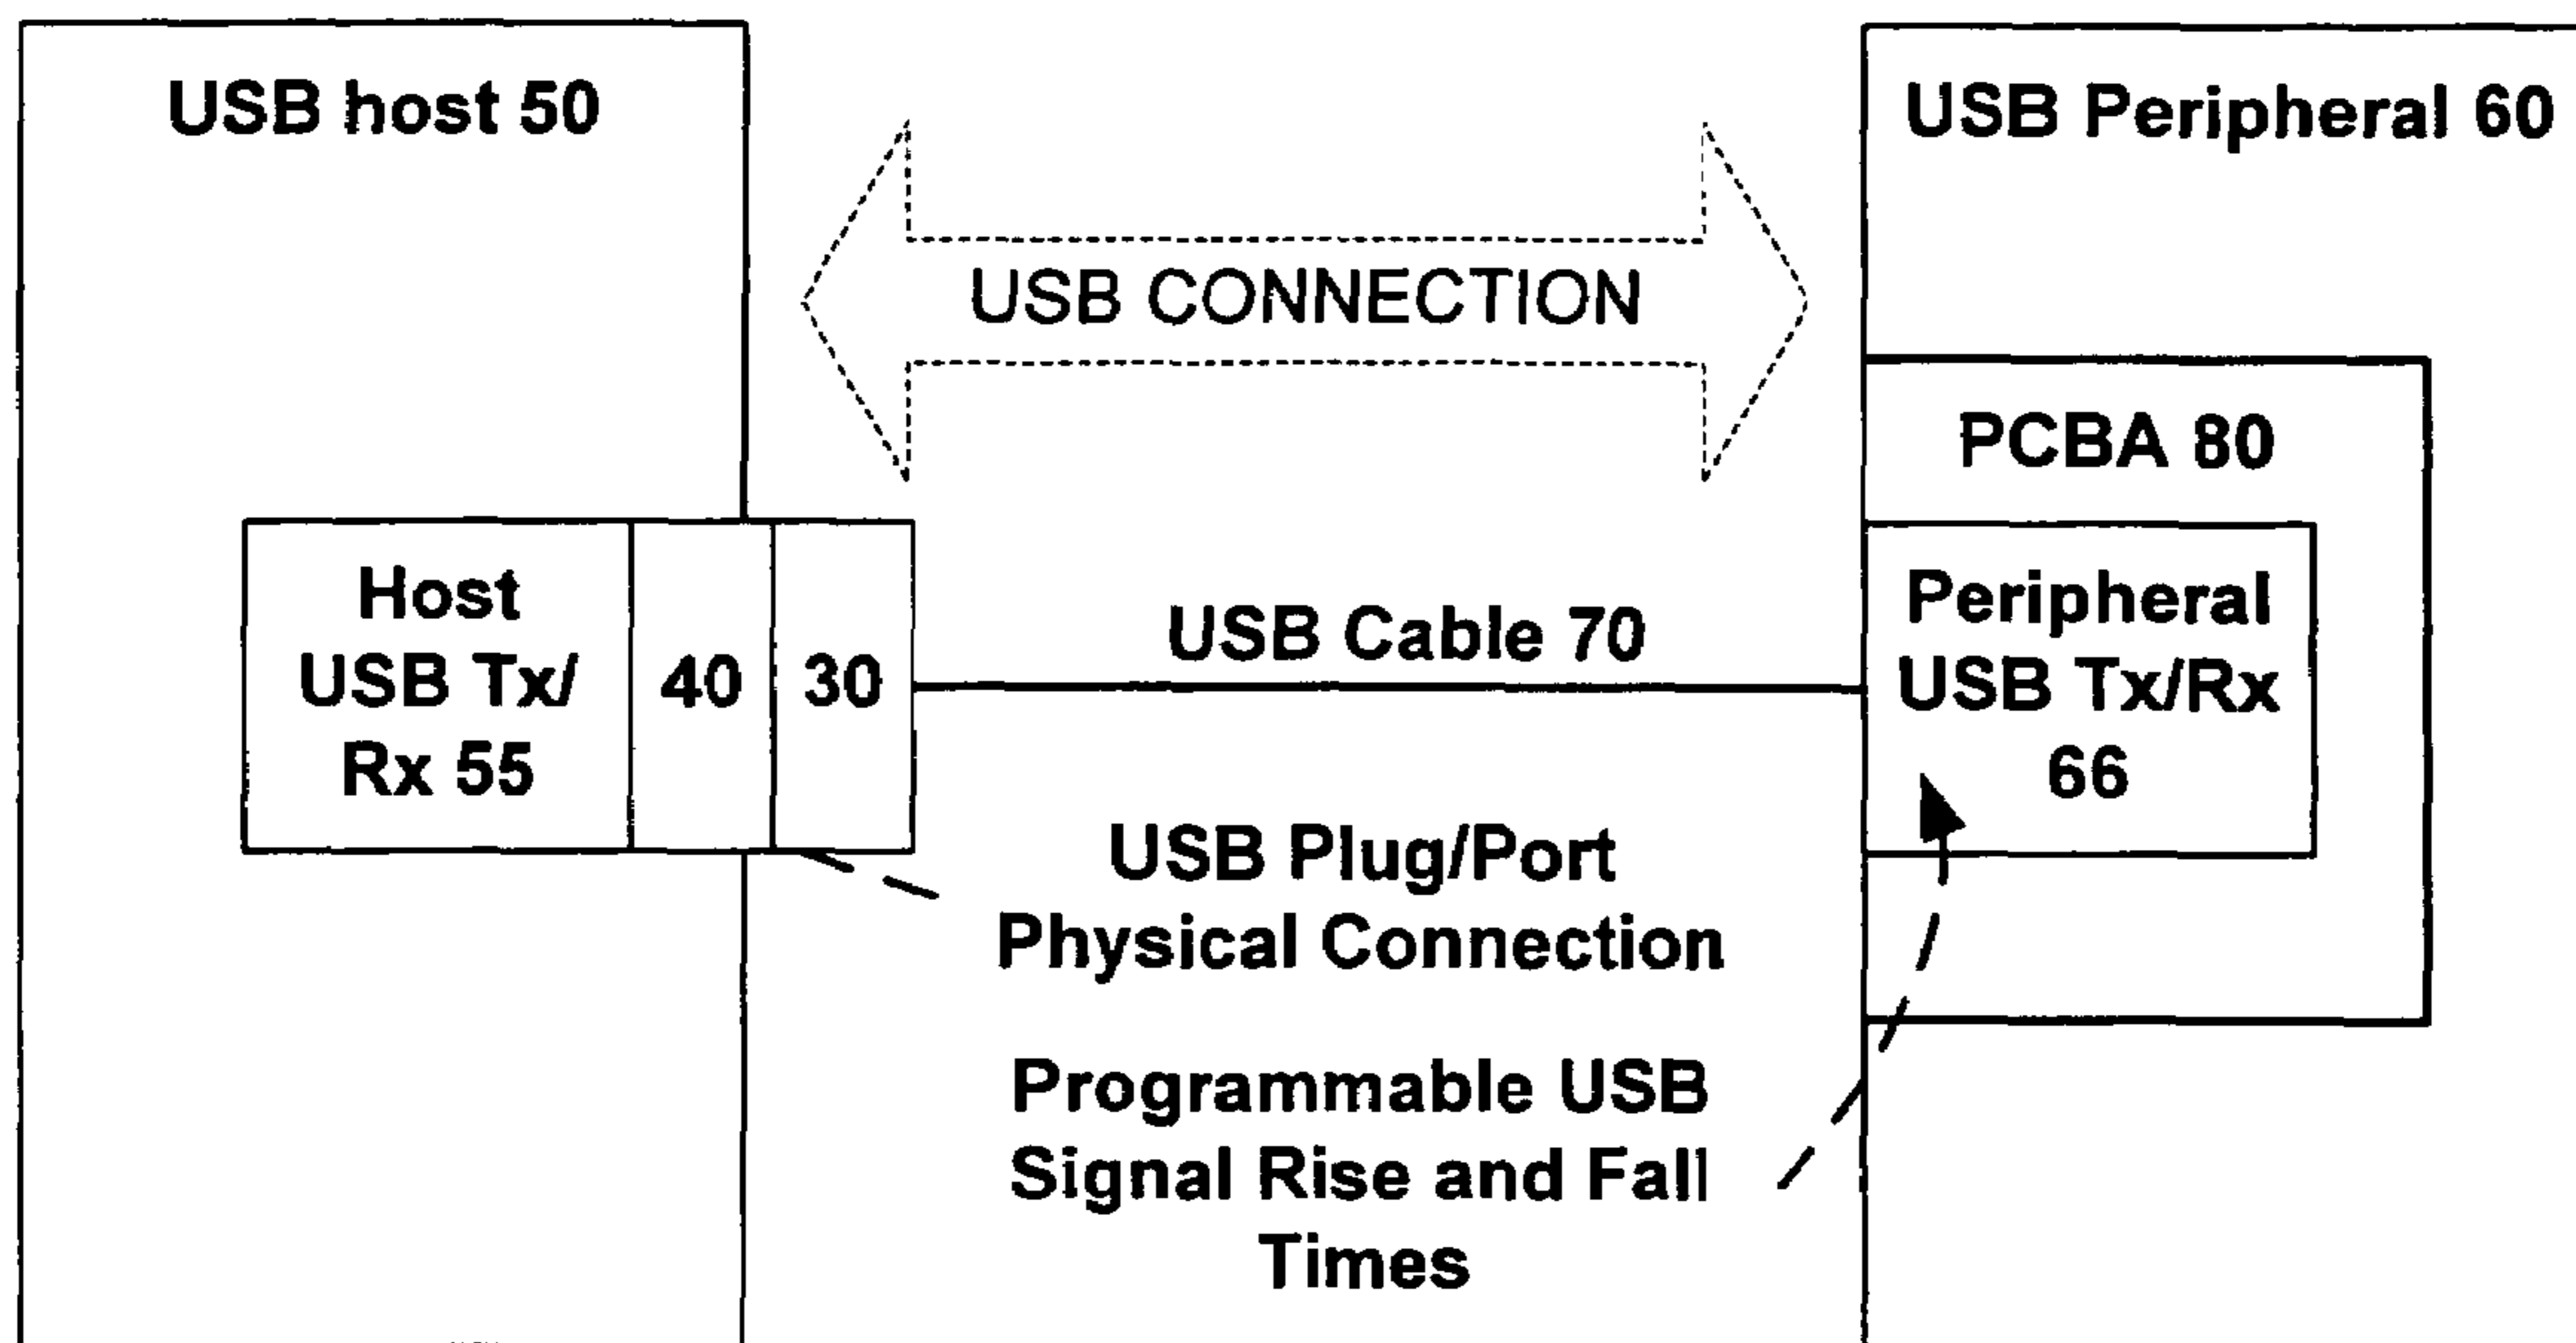 USB host 50
USB Peripheral 60
USB CONNECTION
PCBA 80
Host
USB Tx/
Rx 55
40
30
USB Cable 70
Peripheral
USB Tx/Rx
66
USB Plug/Port
Physical Connection
Programmable USB
Signal Rise and Fall
Times